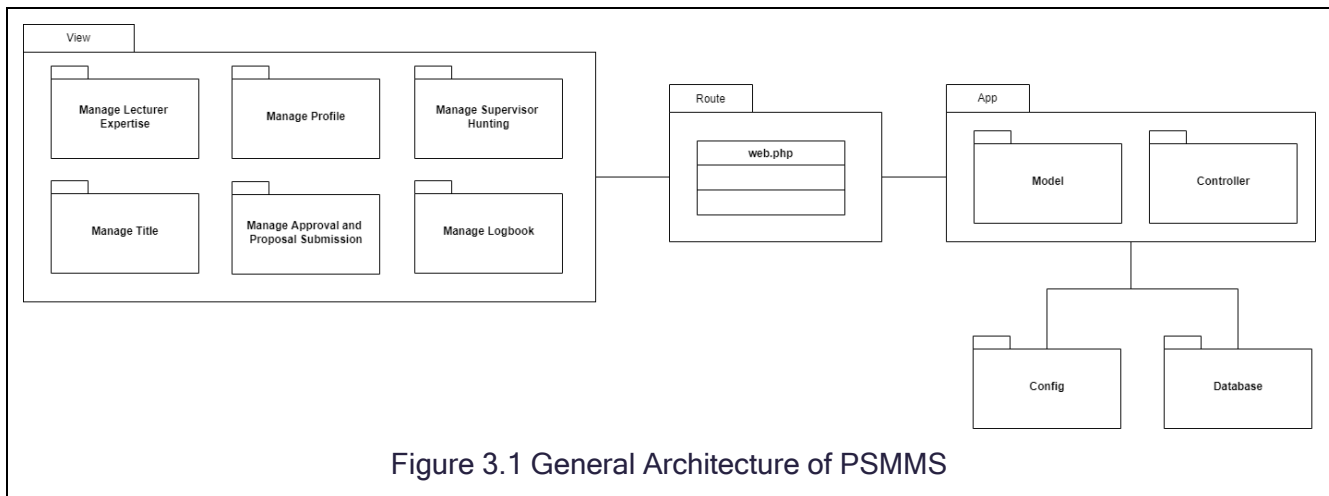 View
Manage Lecturer
Expertise
Manage Profile
Manage Supervisor
Hunting
Manage Title
Manage Approval and
Proposal Submission
Manage Logbook
Route
web.php
App
Model
Controller
Config
Database
Figure 3.1 General Architecture of PSMMS